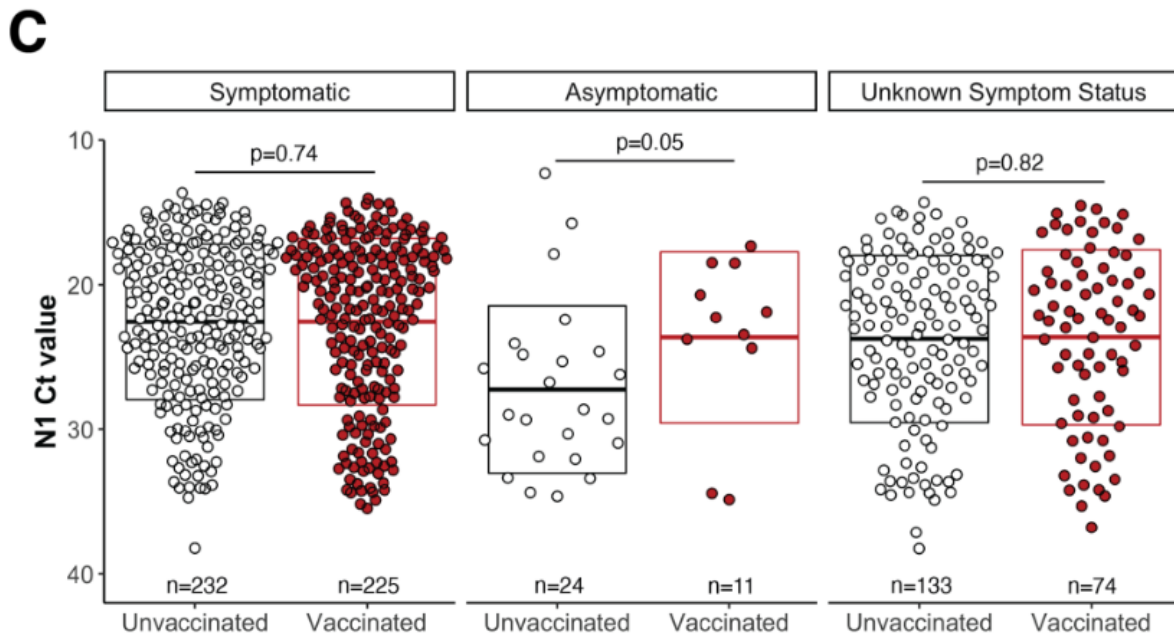 C
Symptomatic
Asymptomatic
Unknown Symptom Status
10
20
30
40
N1 Ct value
p=0.74
p=0.05
p=0.82
n=232
n=225
n=24
n=11
n=133
n=74
Unvaccinated
Vaccinated
Unvaccinated
Vaccinated
Unvaccinated
Vaccinated